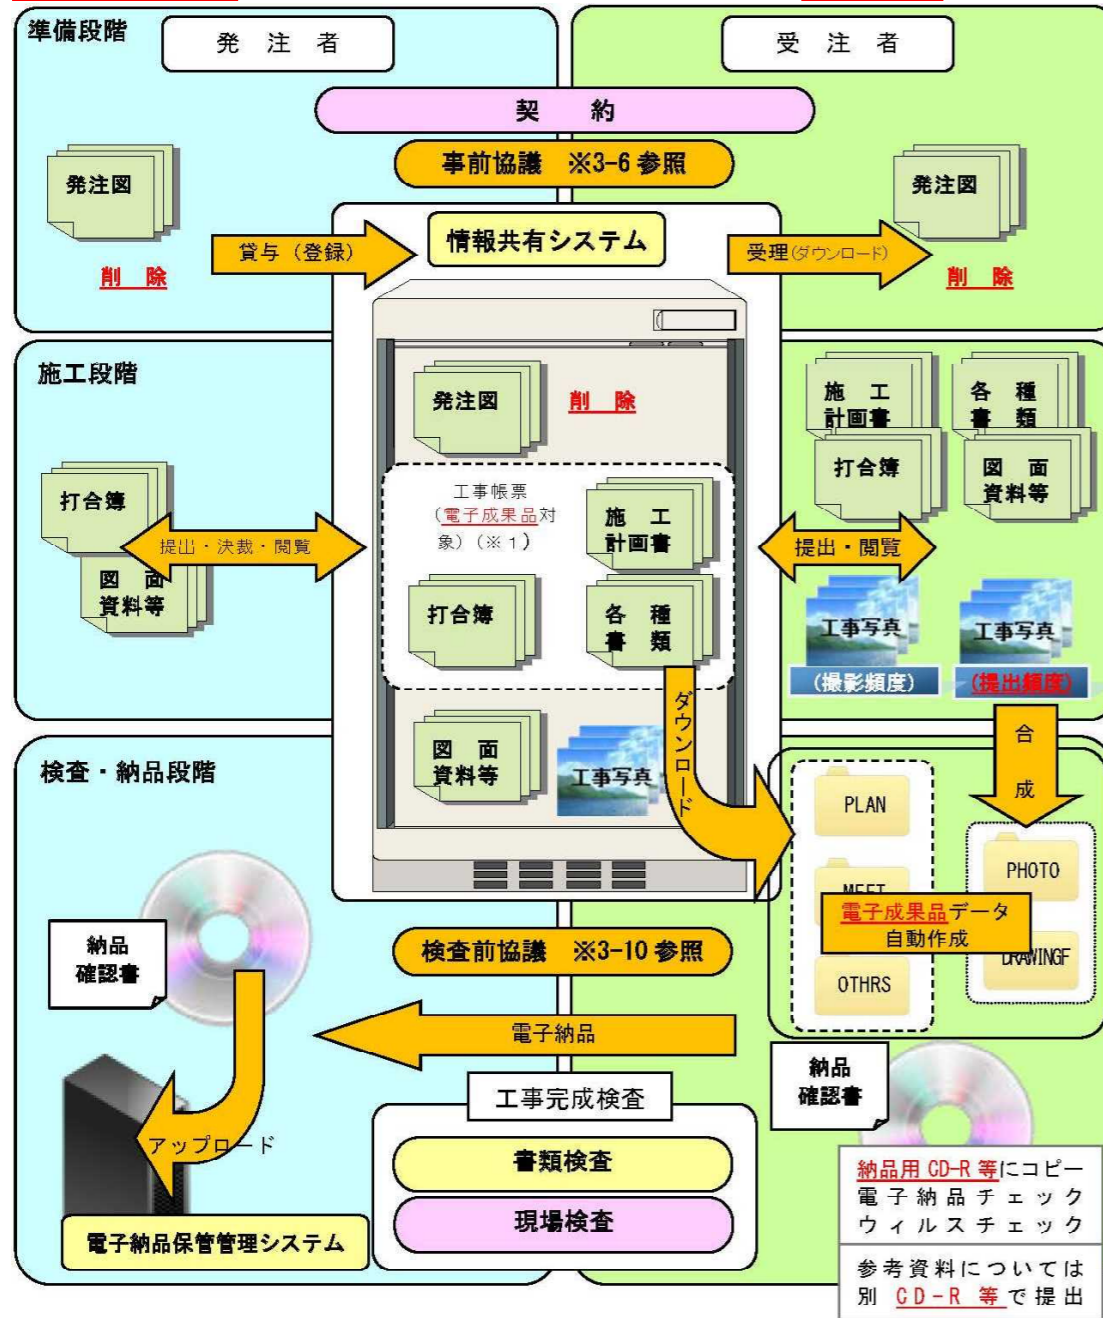 準備段階
発 注 者
受 注 者
契 約
事前協議 ※3-6 参照
発注図
削 除
貸与（登録）
情報共有システム
受理(ダウンロード)
発注図
削 除
施工段階
発注図
削 除
打合簿
提出・決裁・閲覧
図 面
資料等
工事帳票
（電子成果品対
象）（※１）
施 工
計画書
打合簿
各 種
書 類
図 面
資料等
工事写真
ダウンロード
施 工
計画書
各 種
書 類
打合簿
図 面
資料等
提出・閲覧
工事写真
(撮影頻度)
工事写真
(提出頻度)
合
成
検査・納品段階
PLAN
MEET
OTHRS
PHOTO
DRAWINGF
電子成果品データ
自動作成
納品
確認書
検査前協議 ※3-10 参照
電子納品
アップロード
電子納品保管管理システム
工事完成検査
書類検査
現場検査
納品
確認書
納品用 CD-R 等にコピー
電子納品チェック
ウィルスチェック
参考資料については
別 CD-R 等で提出